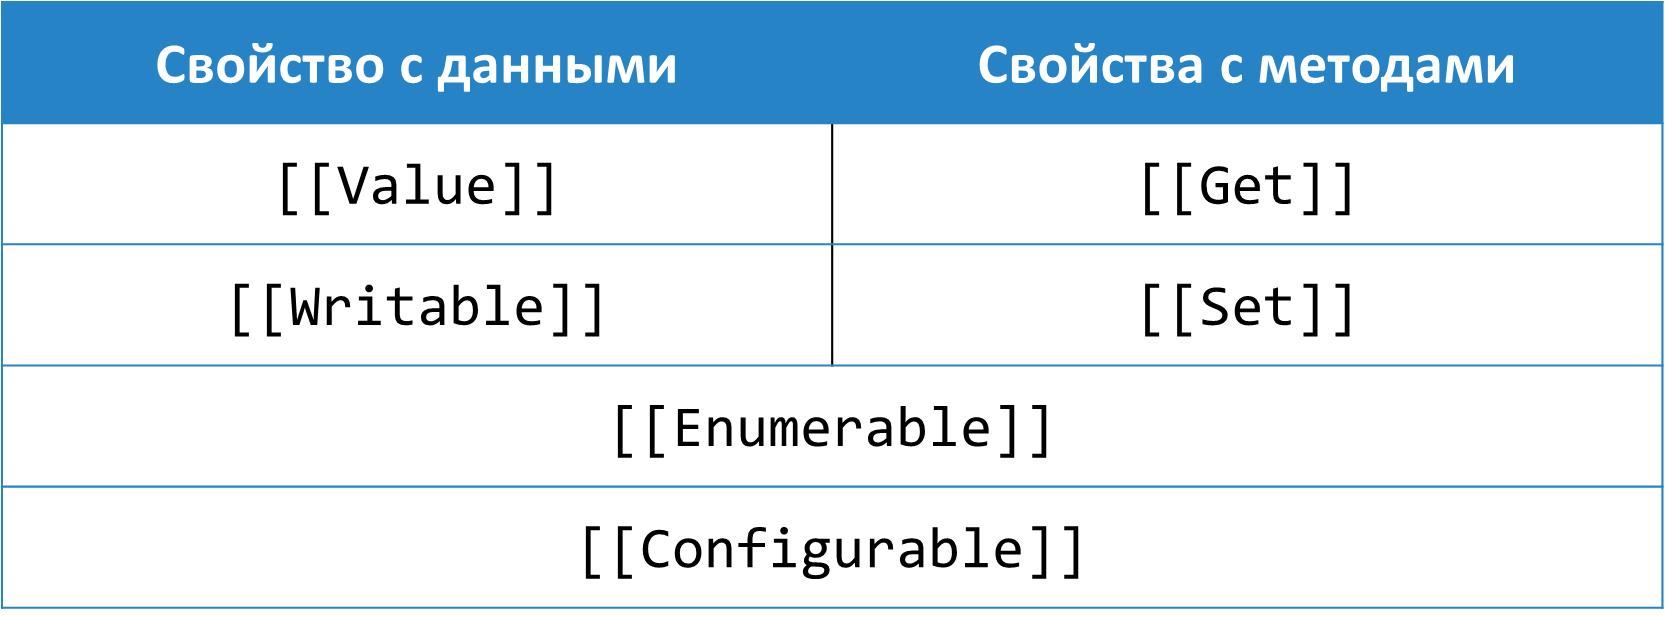 Свойство с данными Свойства с методами
[[Value]] [[Get]]
[[Writable]] [[Set]]
[[Enumerable]]
[[Configurable]]